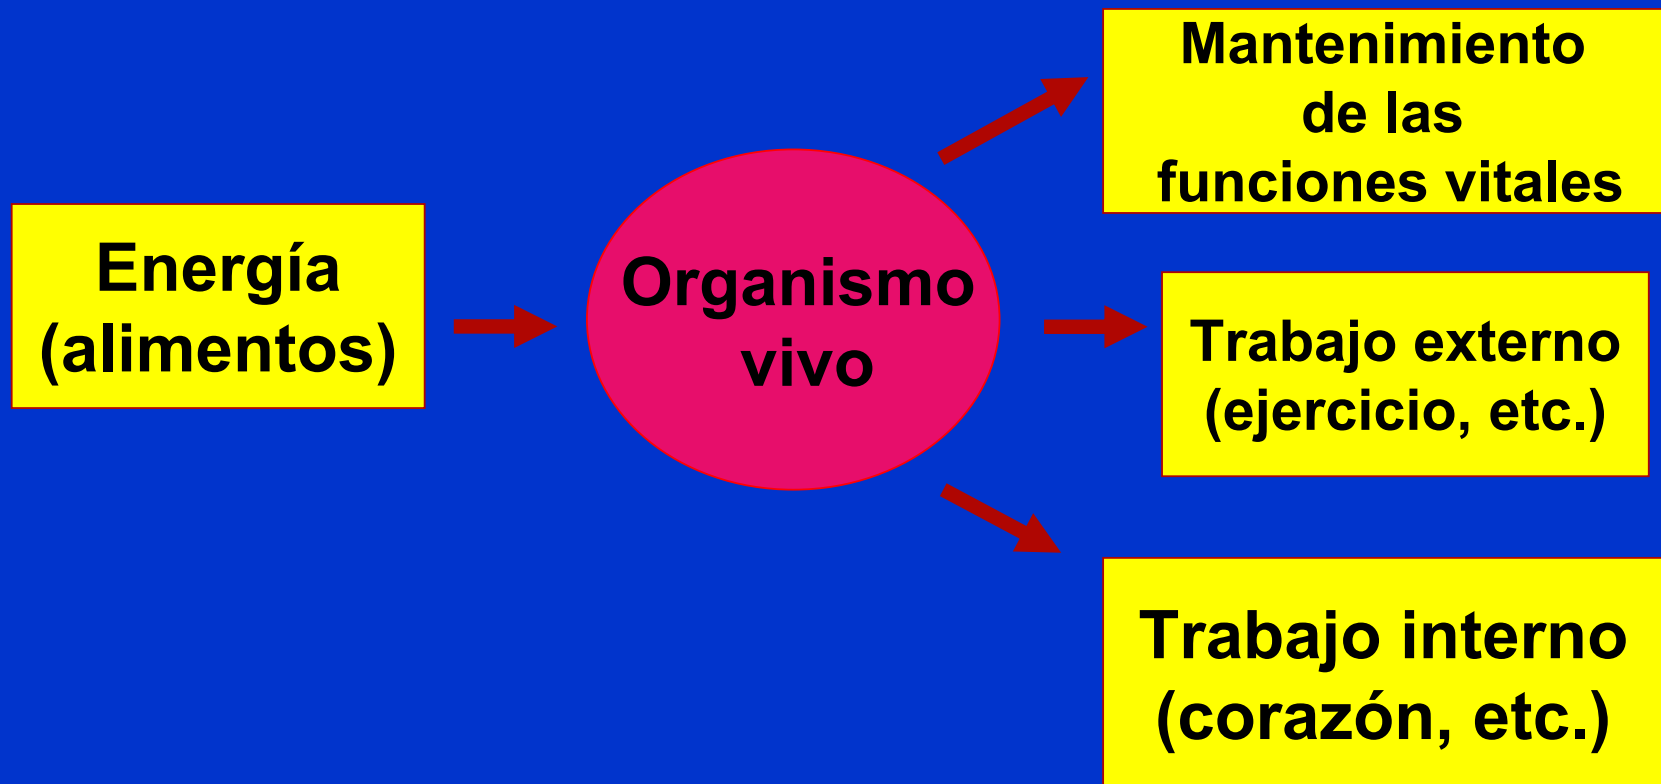 Energía
(alimentos)
Organismo
vivo
Mantenimiento
de las
funciones vitales
Trabajo externo
(ejercicio, etc.)
Trabajo interno
(corazón, etc.)